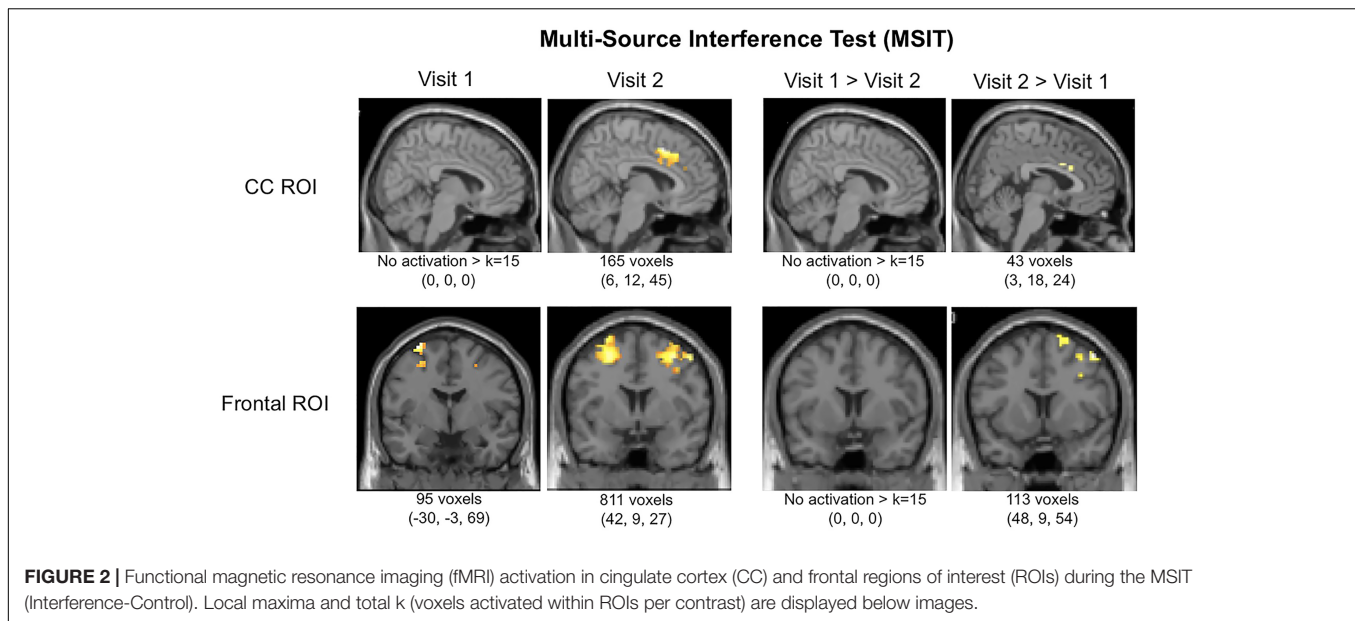 Multi-Source Interference Test (MSIT)
Visit 1
Visit 2
Visit 1 > Visit 2
Visit 2 > Visit 1
CC ROI
No activation > k=15
(0, 0, 0)
165 voxels
(6, 12, 45)
No activation > k=15
(0, 0, 0)
43 voxels
(3, 18, 24)
Frontal ROI
95 voxels
(-30, -3, 69)
811 voxels
(42, 9, 27)
No activation > k=15
(0, 0, 0)
113 voxels
(48, 9, 54)
FIGURE 2 | Functional magnetic resonance imaging (fMRI) activation in cingulate cortex (CC) and frontal regions of interest (ROIs) during the MSIT
(Interference-Control). Local maxima and total k (voxels activated within ROIs per contrast) are displayed below images.